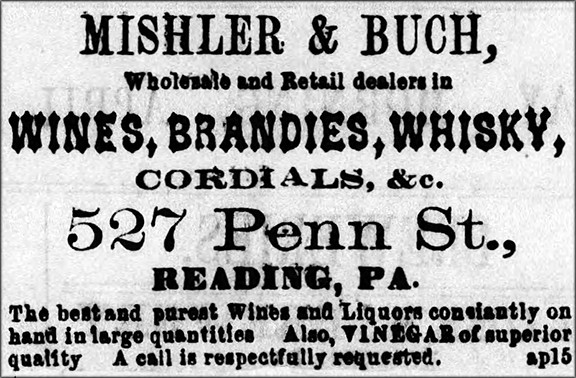 MISHLER & BUCH,
Wholesale and Retail dealers in
WINES, BRANDIES, WHISKY,
CORDIALS, &c.
527 Penn St.,
READING, PA.
The best and purest Wines and Liquors constantly on
hand in large quantities Also, VINEGAR of superior
quality A call is respectfully requested. ap15